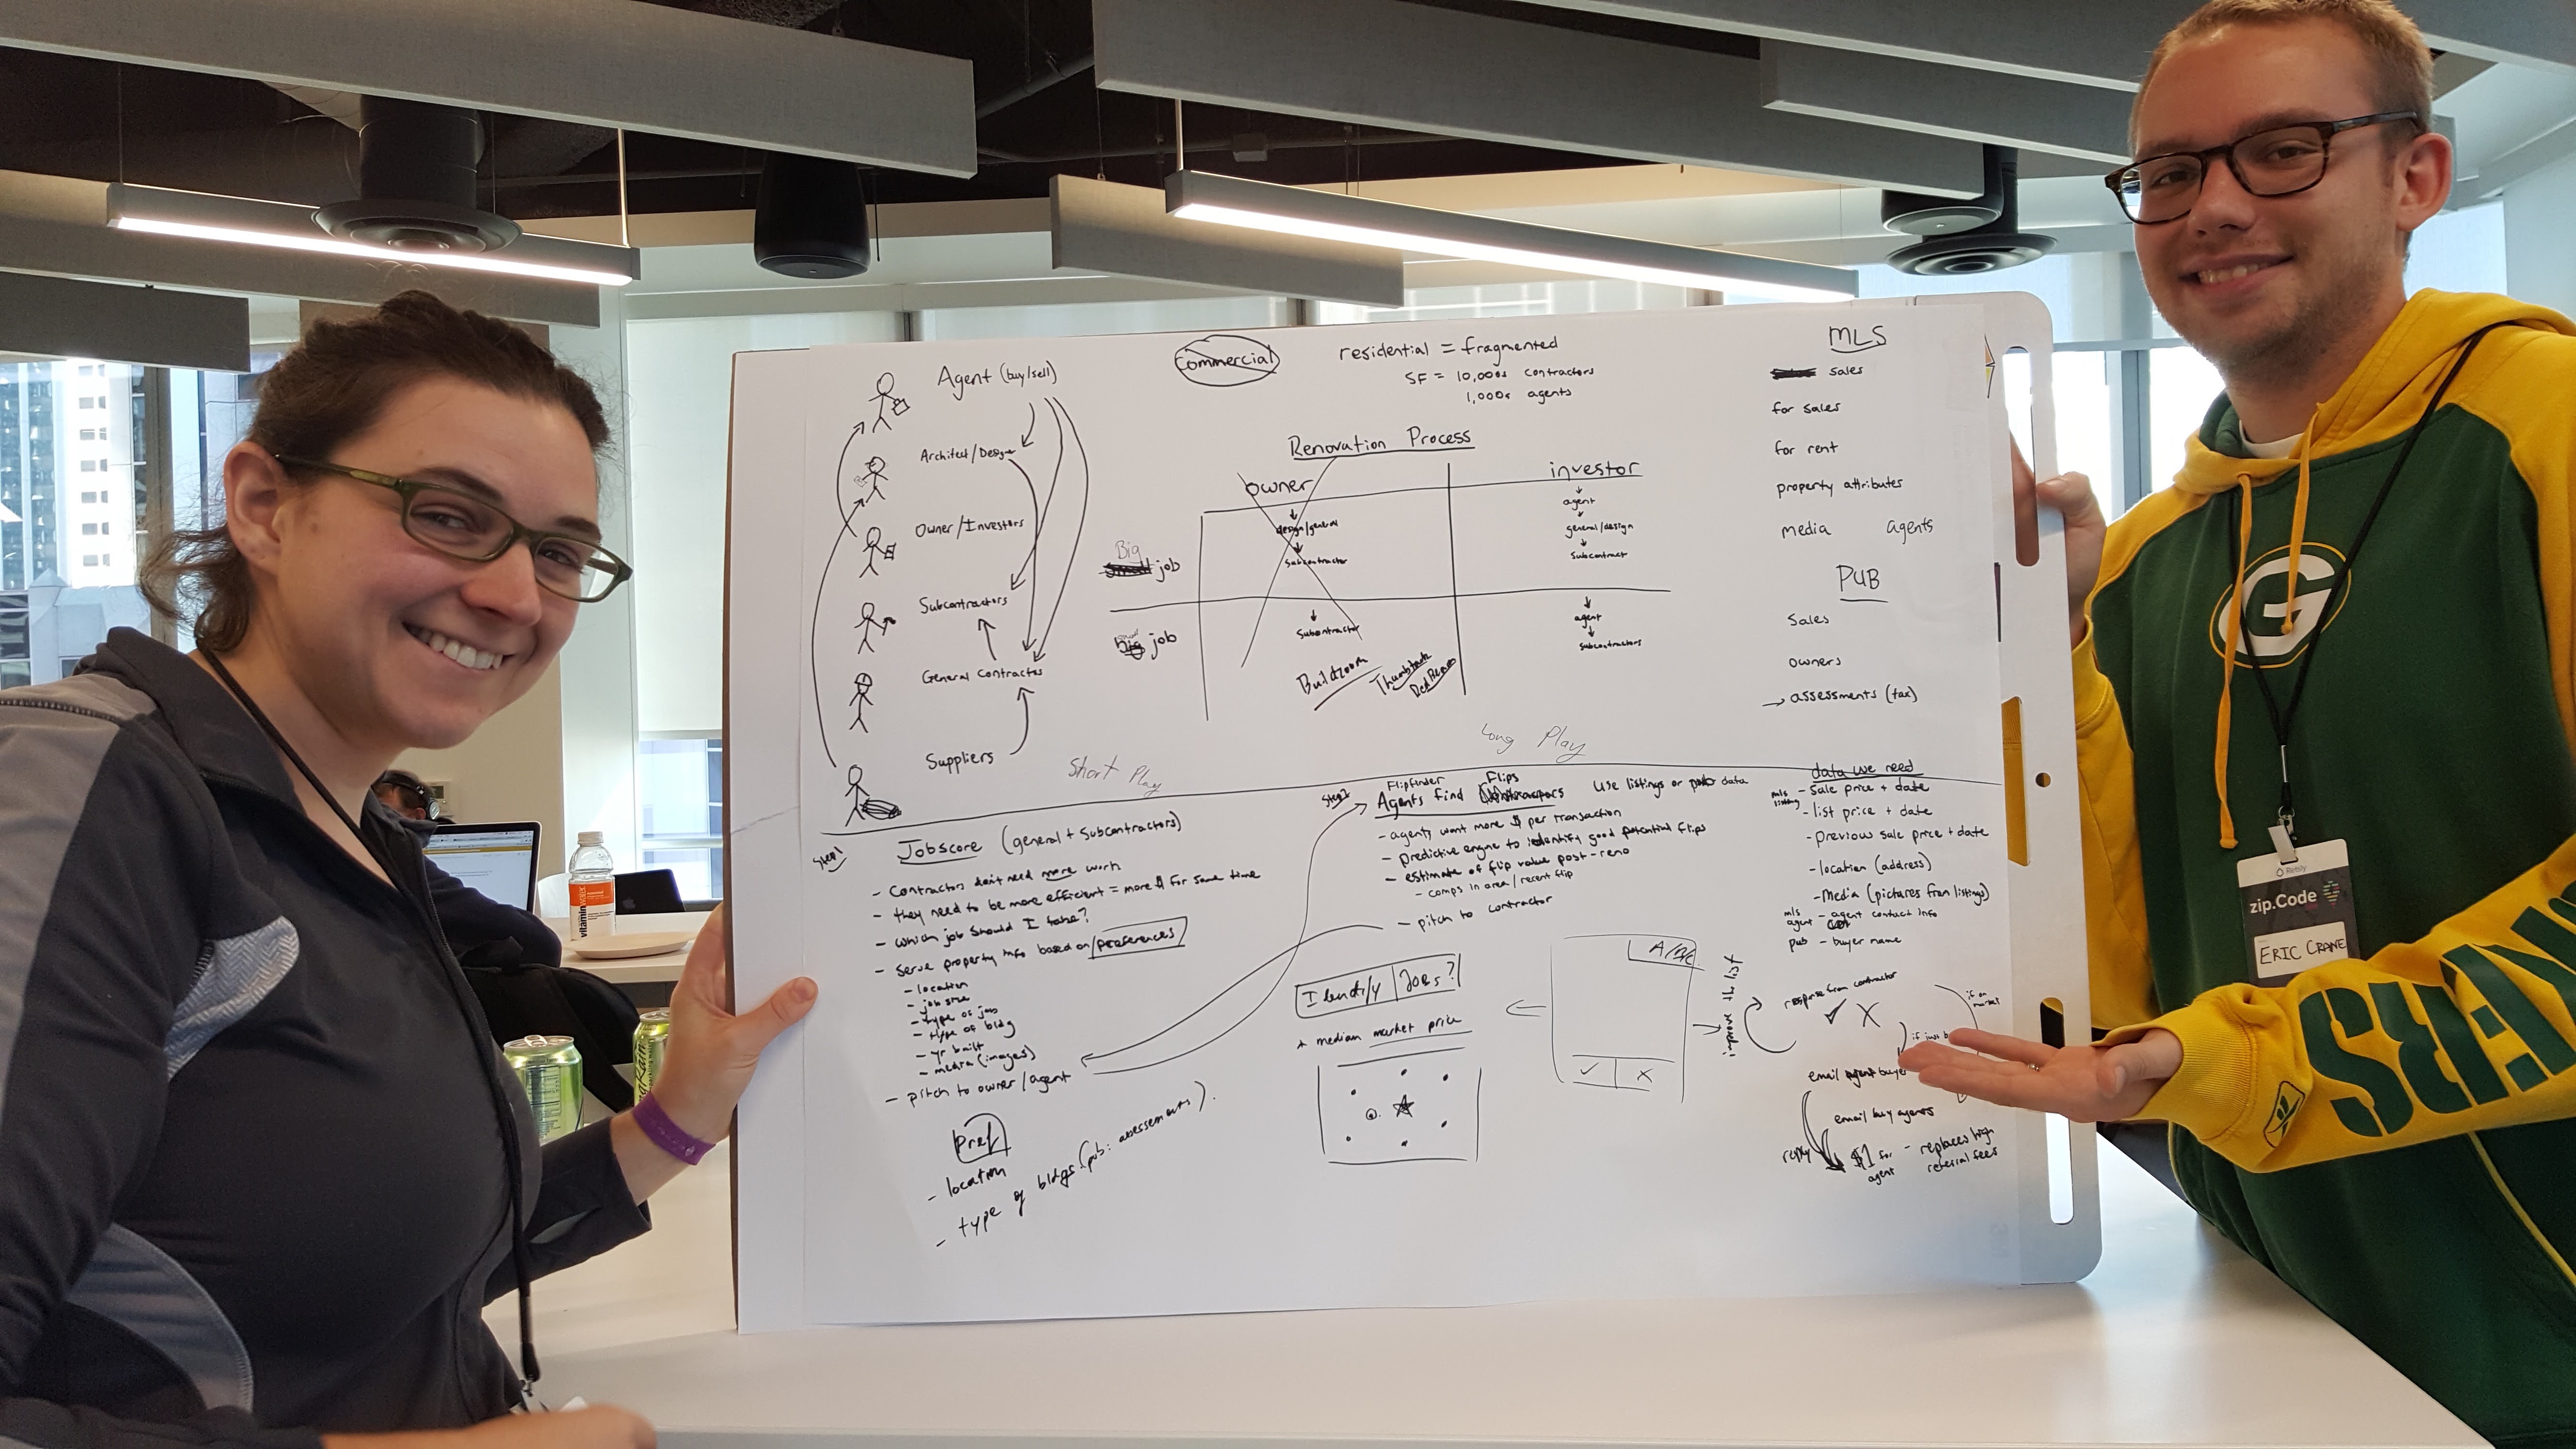 Agent (buy/sell)
Architect/Design
Owner/Investors
Subcontractors
General Contractor
Suppliers
Commercial
residential = fragmented
SF = 10,000s contractors
1,000s agents
Renovation Process
owner
investor
design/general
Subcontractor
agent
general/design
Subcontract
Big
job
job
Subcontractor
agent
Subcontractors
Buildzoom
Thumbtack
RedBeacon
MLS
sales
for sales
for rent
property attributes
media agents
PUB
Sales
owners
assessments (tax)
Short Play
Long Play
Step 1
Jobscore (general + Subcontractors)
- Contractors don't need more work
- they need to be more efficient = more $ for same time
- which job should I take?
- Serve property info based on preferences
- location
- job size
- type of job
- type of bldg
- yr built
- media (images)
- pitch to owner/agent
Pref
- location
- type of bldgs (pub: assessements).
Step 2
Flipfinder Flips
Agents find
Use listings or data
- agents want more $ per transaction
- predictive engine to identify good potential flips
- estimate of flip value post-reno
- comps in area/recent flip
- pitch to contractor
Identify Jobs?
+ median market price
improve the list
data we need
mls listing
- sale price + date
- list price + date
- previous sale price + date
- location (address)
- Media (pictures from listings)
mls agent - agent contact info
pub - buyer name
response from contractor
✓ X
✓ X
if on market
if just
email buyer
email buy agents
reply
$1 for agent
- replaces high referral fees
G
Retsly
zip.Code
ERIC CRANE
vitaminwater